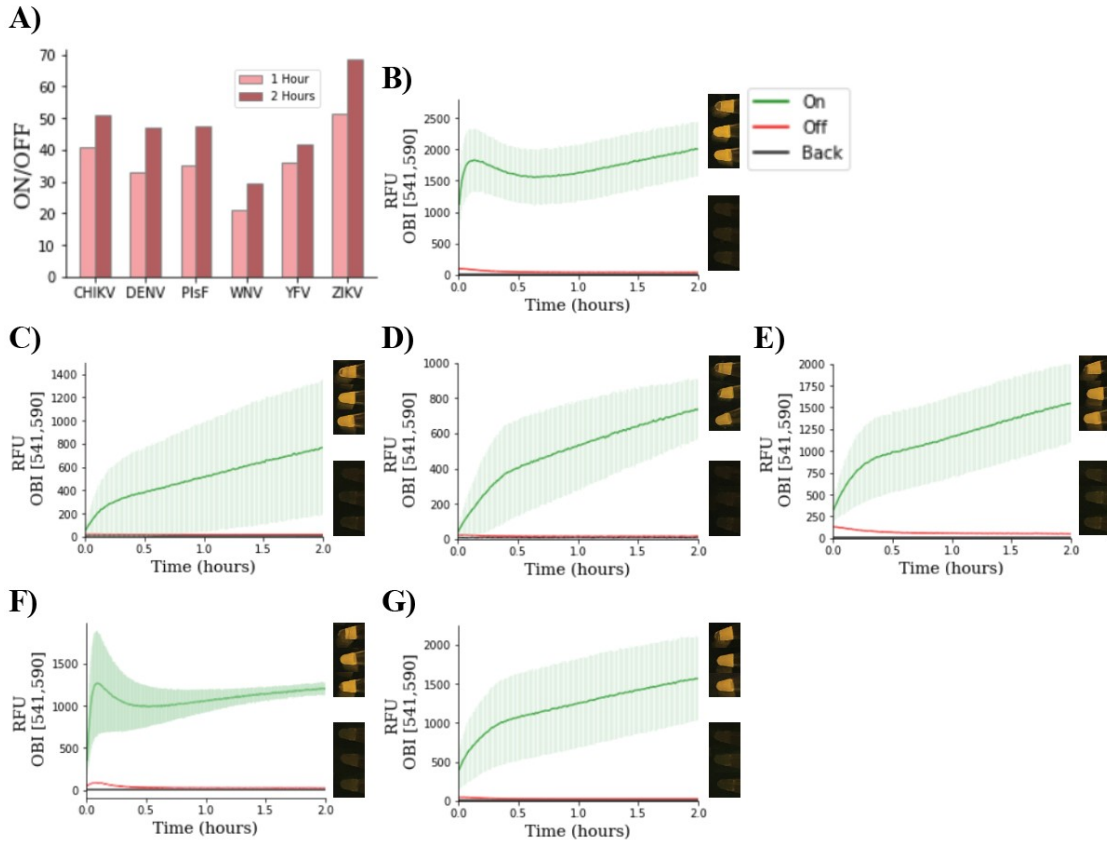 A)
ON/OFF
70
60
50
40
30
20
10
0
1 Hour
2 Hours
CHIKV DENV PlsF WNV YFV ZIKV
B)
RFU
OBI [541,590]
2500
2000
1500
1000
500
0
0.0 0.5 1.0 1.5 2.0
Time (hours)
On
Off
Back
C)
RFU
OBI [541,590]
1400
1200
1000
800
600
400
200
0
0.0 0.5 1.0 1.5 2.0
Time (hours)
D)
RFU
OBI [541,590]
1000
800
600
400
200
0
0.0 0.5 1.0 1.5 2.0
Time (hours)
E)
RFU
OBI [541,590]
2000
1750
1500
1250
1000
750
500
250
0
0.0 0.5 1.0 1.5 2.0
Time (hours)
F)
RFU
OBI [541,590]
1500
1000
500
0
0.0 0.5 1.0 1.5 2.0
Time (hours)
G)
RFU
OBI [541,590]
2000
1500
1000
500
0
0.0 0.5 1.0 1.5 2.0
Time (hours)